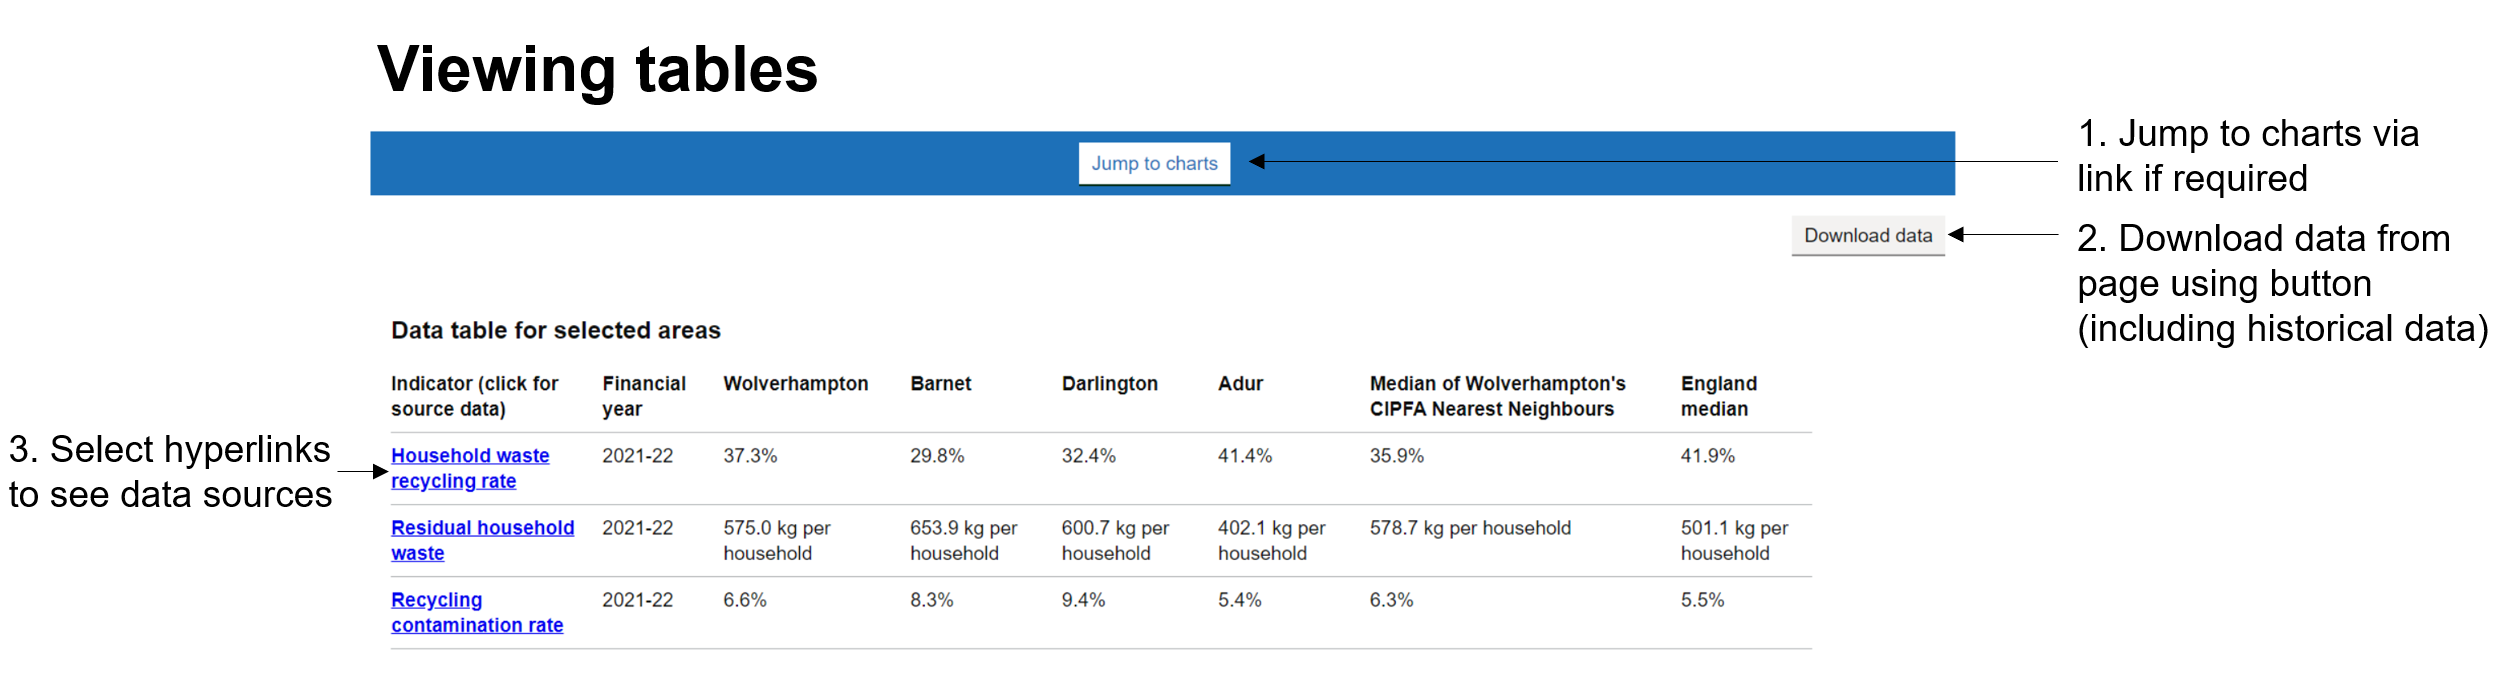 Viewing tables
Jump to charts
1. Jump to charts via
link if required
Download data
2. Download data from
page using button
(including historical data)
Data table for selected areas
Indicator (click for
source data)
Financial
year
Wolverhampton
Barnet
Darlington
Adur
Median of Wolverhampton's
CIPFA Nearest Neighbours
England
median
3. Select hyperlinks
to see data sources
Household waste
recycling rate
2021-22
37.3%
29.8%
32.4%
41.4%
35.9%
41.9%
Residual household
waste
2021-22
575.0 kg per
household
653.9 kg per
household
600.7 kg per
household
402.1 kg per
household
578.7 kg per household
501.1 kg per
household
Recycling
contamination rate
2021-22
6.6%
8.3%
9.4%
5.4%
6.3%
5.5%